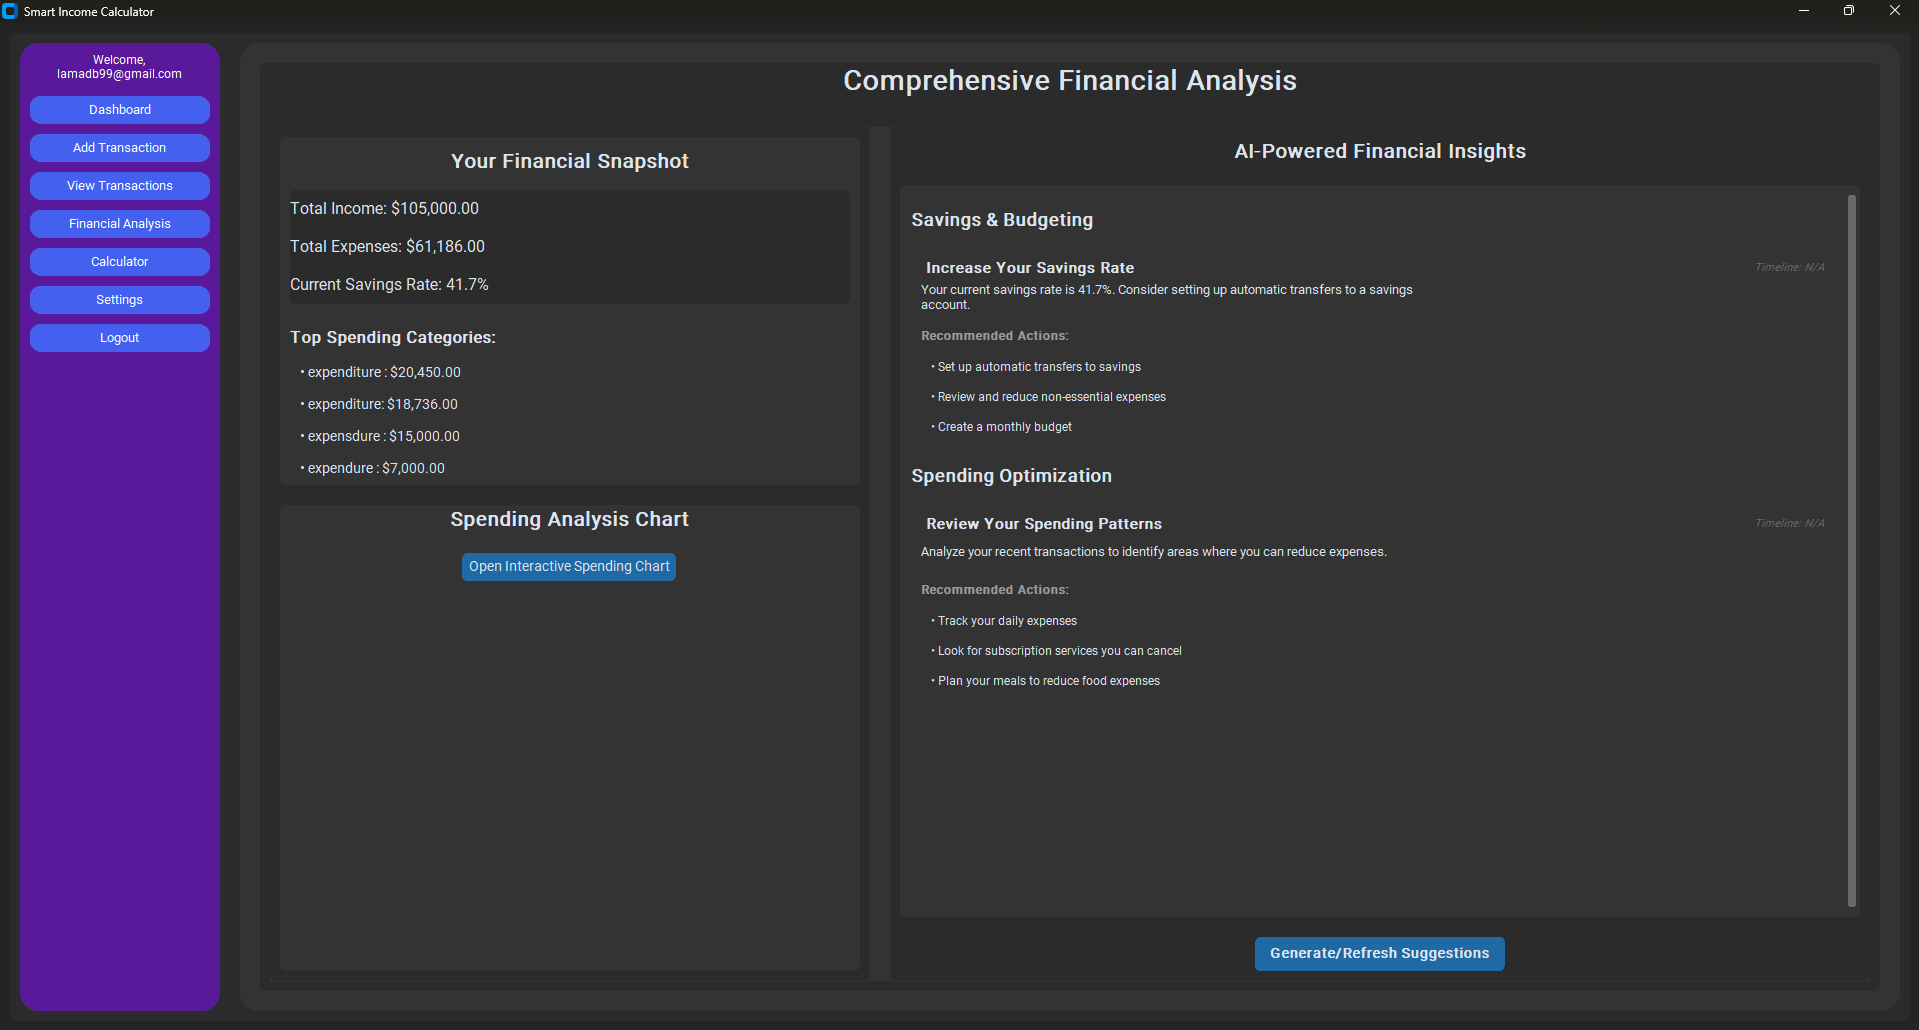 Smart Income Calculator
Welcome,
lamadb99@gmail.com
Dashboard
Add Transaction
View Transactions
Financial Analysis
Calculator
Settings
Logout
Comprehensive Financial Analysis
Your Financial Snapshot
Total Income: $105,000.00
Total Expenses: $61,186.00
Current Savings Rate: 41.7%
Top Spending Categories:
• expenditure : $20,450.00
• expenditure: $18,736.00
• expensdure : $15,000.00
• expendure : $7,000.00
Spending Analysis Chart
Open Interactive Spending Chart
AI-Powered Financial Insights
Savings & Budgeting
Increase Your Savings Rate
Timeline: N/A
Your current savings rate is 41.7%. Consider setting up automatic transfers to a savings
account.
Recommended Actions:
• Set up automatic transfers to savings
• Review and reduce non-essential expenses
• Create a monthly budget
Spending Optimization
Review Your Spending Patterns
Timeline: N/A
Analyze your recent transactions to identify areas where you can reduce expenses.
Recommended Actions:
• Track your daily expenses
• Look for subscription services you can cancel
• Plan your meals to reduce food expenses
Generate/Refresh Suggestions